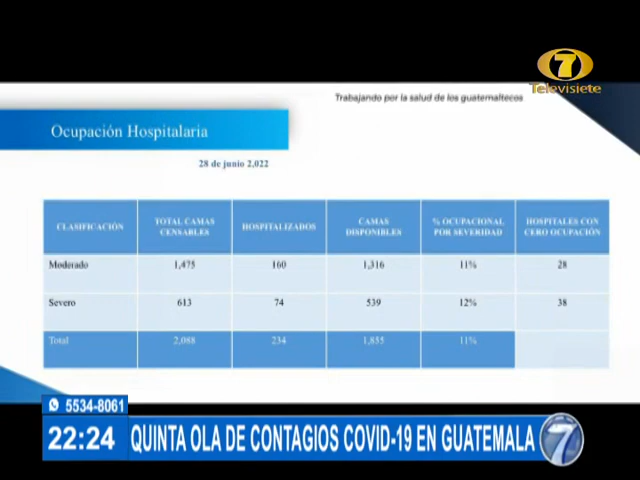 7
Televisiete
Trabajando por la salud de los guatemaltecos
Ocupación Hospitalaria
28 de junio 2,022
CLASIFICACIÓN TOTAL CAMAS CENSABLES HOSPITALIZADOS CAMAS DISPONIBLES % OCUPACIONAL POR SEVERIDAD HOSPITALES CON CERO OCUPACIÓN
Moderado 1,475 160 1,316 11% 28
Severo 613 74 539 12% 38
Total 2,088 234 1,855 11%
5534-8061
22:24 QUINTA OLA DE CONTAGIOS COVID-19 EN GUATEMALA 7